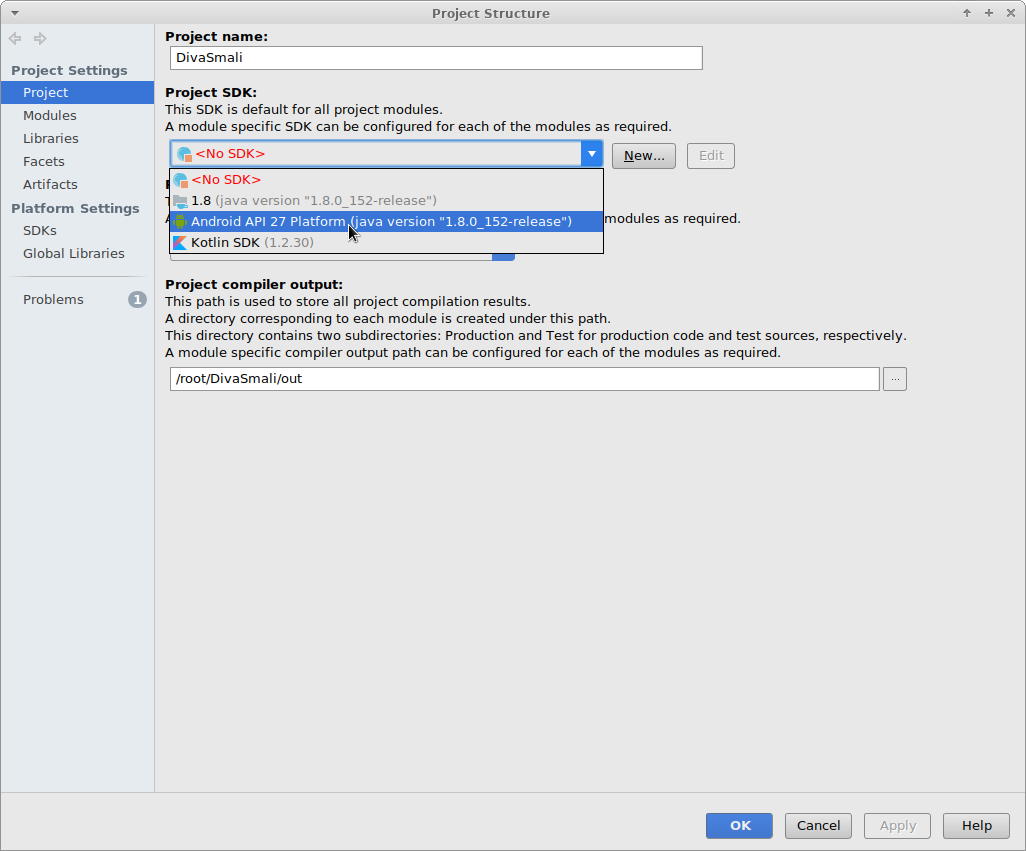 Project Structure
Project Settings
Project
Modules
Libraries
Facets
Artifacts
Platform Settings
SDKs
Global Libraries
Problems 1
Project name:
DivaSmali
Project SDK:
This SDK is default for all project modules.
A module specific SDK can be configured for each of the modules as required.
<No SDK> New... Edit
<No SDK>
1.8 (java version "1.8.0_152-release")
Android API 27 Platform (java version "1.8.0_152-release") modules as required.
Kotlin SDK (1.2.30)
Project compiler output:
This path is used to store all project compilation results.
A directory corresponding to each module is created under this path.
This directory contains two subdirectories: Production and Test for production code and test sources, respectively.
A module specific compiler output path can be configured for each of the modules as required.
/root/DivaSmali/out ...
OK Cancel Apply Help